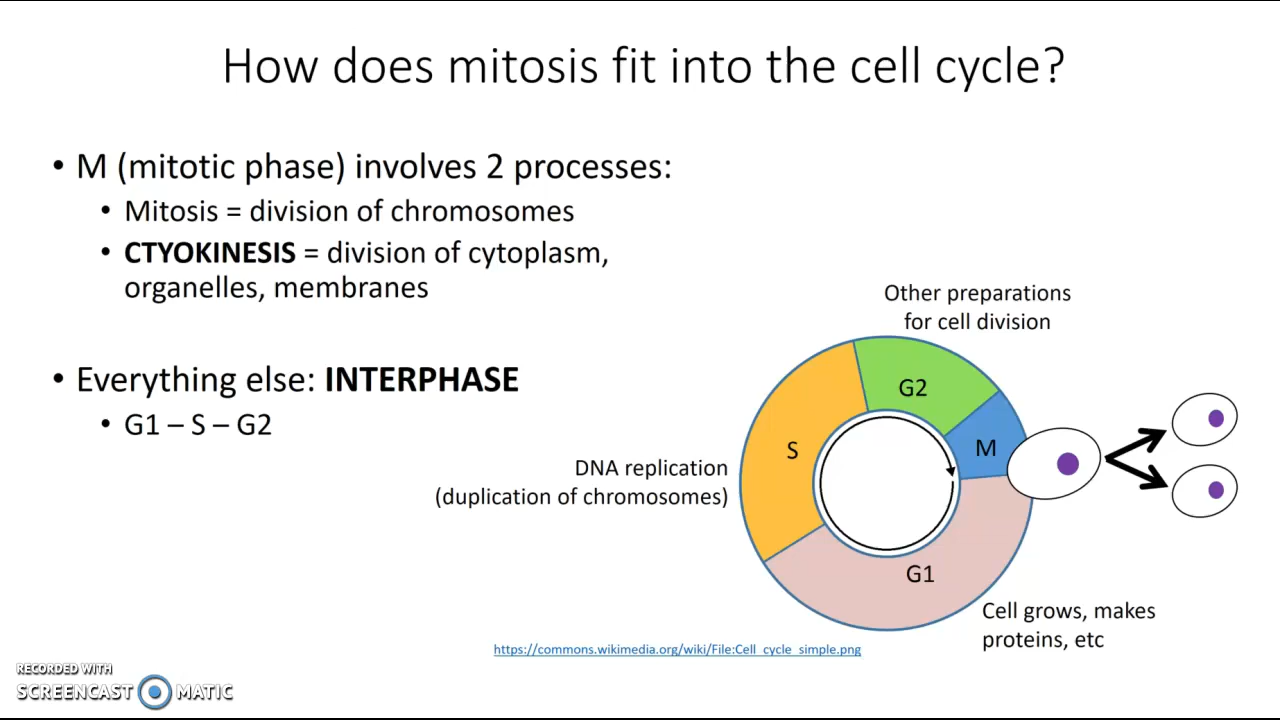 How does mitosis fit into the cell cycle?
• M (mitotic phase) involves 2 processes:
• Mitosis = division of chromosomes
• CTYOKINESIS = division of cytoplasm,
organelles, membranes
• Everything else: INTERPHASE
• G1 – S – G2
Other preparations
for cell division
G2
S
M
DNA replication
(duplication of chromosomes)
G1
Cell grows, makes
proteins, etc
https://commons.wikimedia.org/wiki/File:Cell_cycle_simple.png
RECORDED WITH
SCREENCAST MATIC